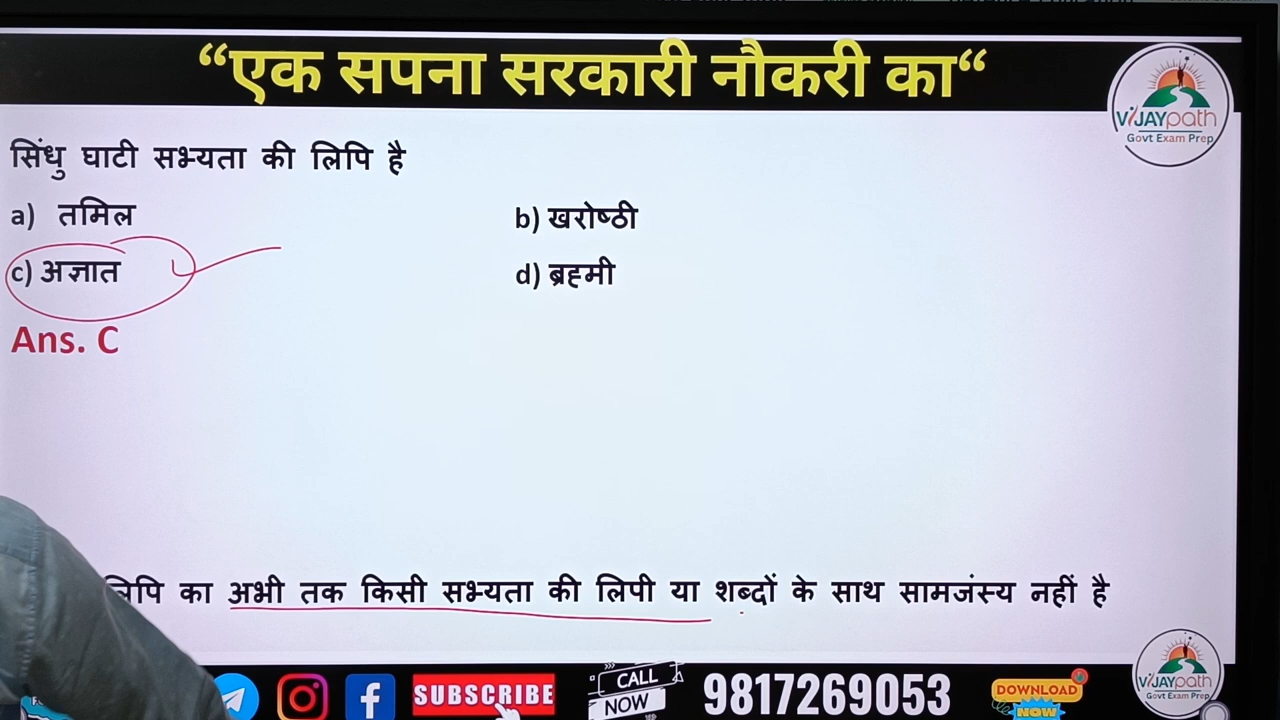 “एक सपना सरकारी नौकरी का“
VIJAYpath
Govt Exam Prep
सिंधु घाटी सभ्यता की लिपि है
a) तमिल
b) खरोष्ठी
c) अज्ञात
d) ब्रह्मी
Ans. C
का अभी तक किसी सभ्यता की लिपी या शब्दों के साथ सामजंस्य नहीं है
SUBSCRIBE
CALL
NOW
9817269053
DOWNLOAD
NOW
VIJAYpath
Govt Exam Prep